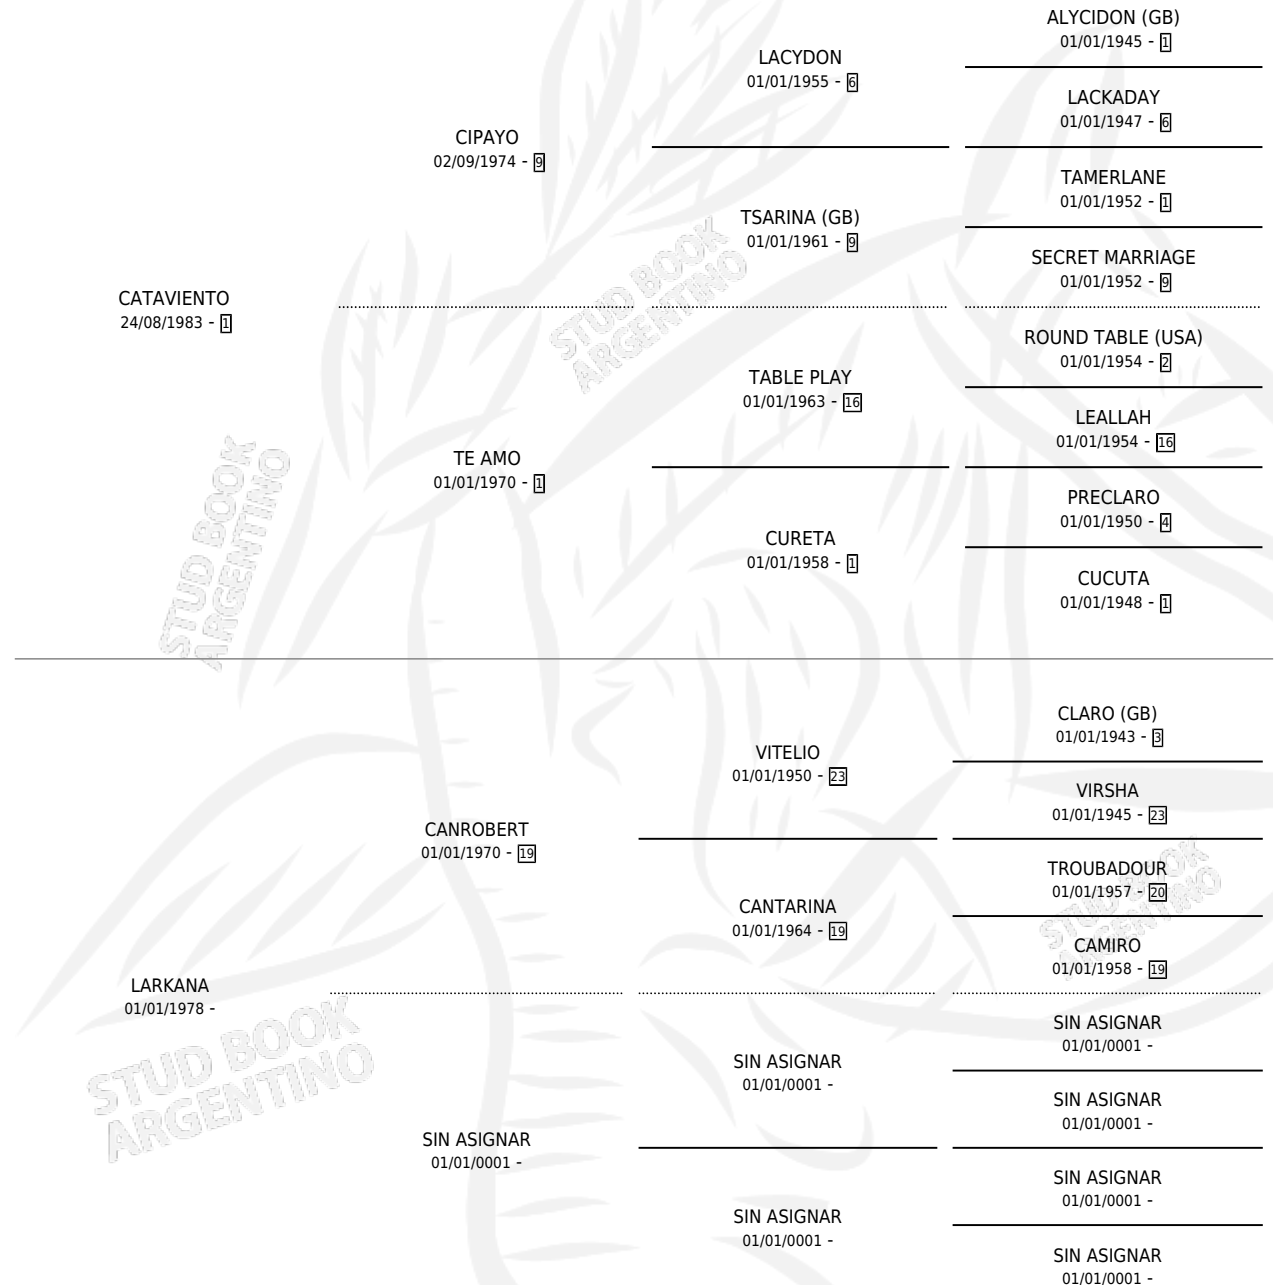 ALYCIDON (GB)
01/01/1945 - 1
LACYDON
01/01/1955 - 6
LACKADAY
01/01/1947 - 6
CIPAYO
02/09/1974 - 9
TAMERLANE
01/01/1952 - 1
TSARINA (GB)
01/01/1961 - 9
SECRET MARRIAGE
01/01/1952 - 9
CATAVIENTO
24/08/1983 - 1
STUD BOOK
ARGENTINO
ROUND TABLE (USA)
01/01/1954 - 2
TABLE PLAY
01/01/1963 - 16
LEALLAH
01/01/1954 - 16
TE AMO
01/01/1970 - 1
PRECLARO
01/01/1950 - 4
CURETA
01/01/1958 - 1
CUCUTA
01/01/1948 - 1
STUD BOOK
ARGENTINO
CLARO (GB)
01/01/1943 - 3
VITELIO
01/01/1950 - 23
VIRSHA
01/01/1945 - 23
CANROBERT
01/01/1970 - 19
TROUBADOUR
01/01/1957 - 20
CANTARINA
01/01/1964 - 19
STUD BOOK
ARGENTINO
CAMIRO
01/01/1958 - 19
LARKANA
01/01/1978 -
SIN ASIGNAR
01/01/0001 -
SIN ASIGNAR
01/01/0001 -
SIN ASIGNAR
01/01/0001 -
STUD BOOK
ARGENTINO
SIN ASIGNAR
01/01/0001 -
SIN ASIGNAR
01/01/0001 -
SIN ASIGNAR
01/01/0001 -
SIN ASIGNAR
01/01/0001 -